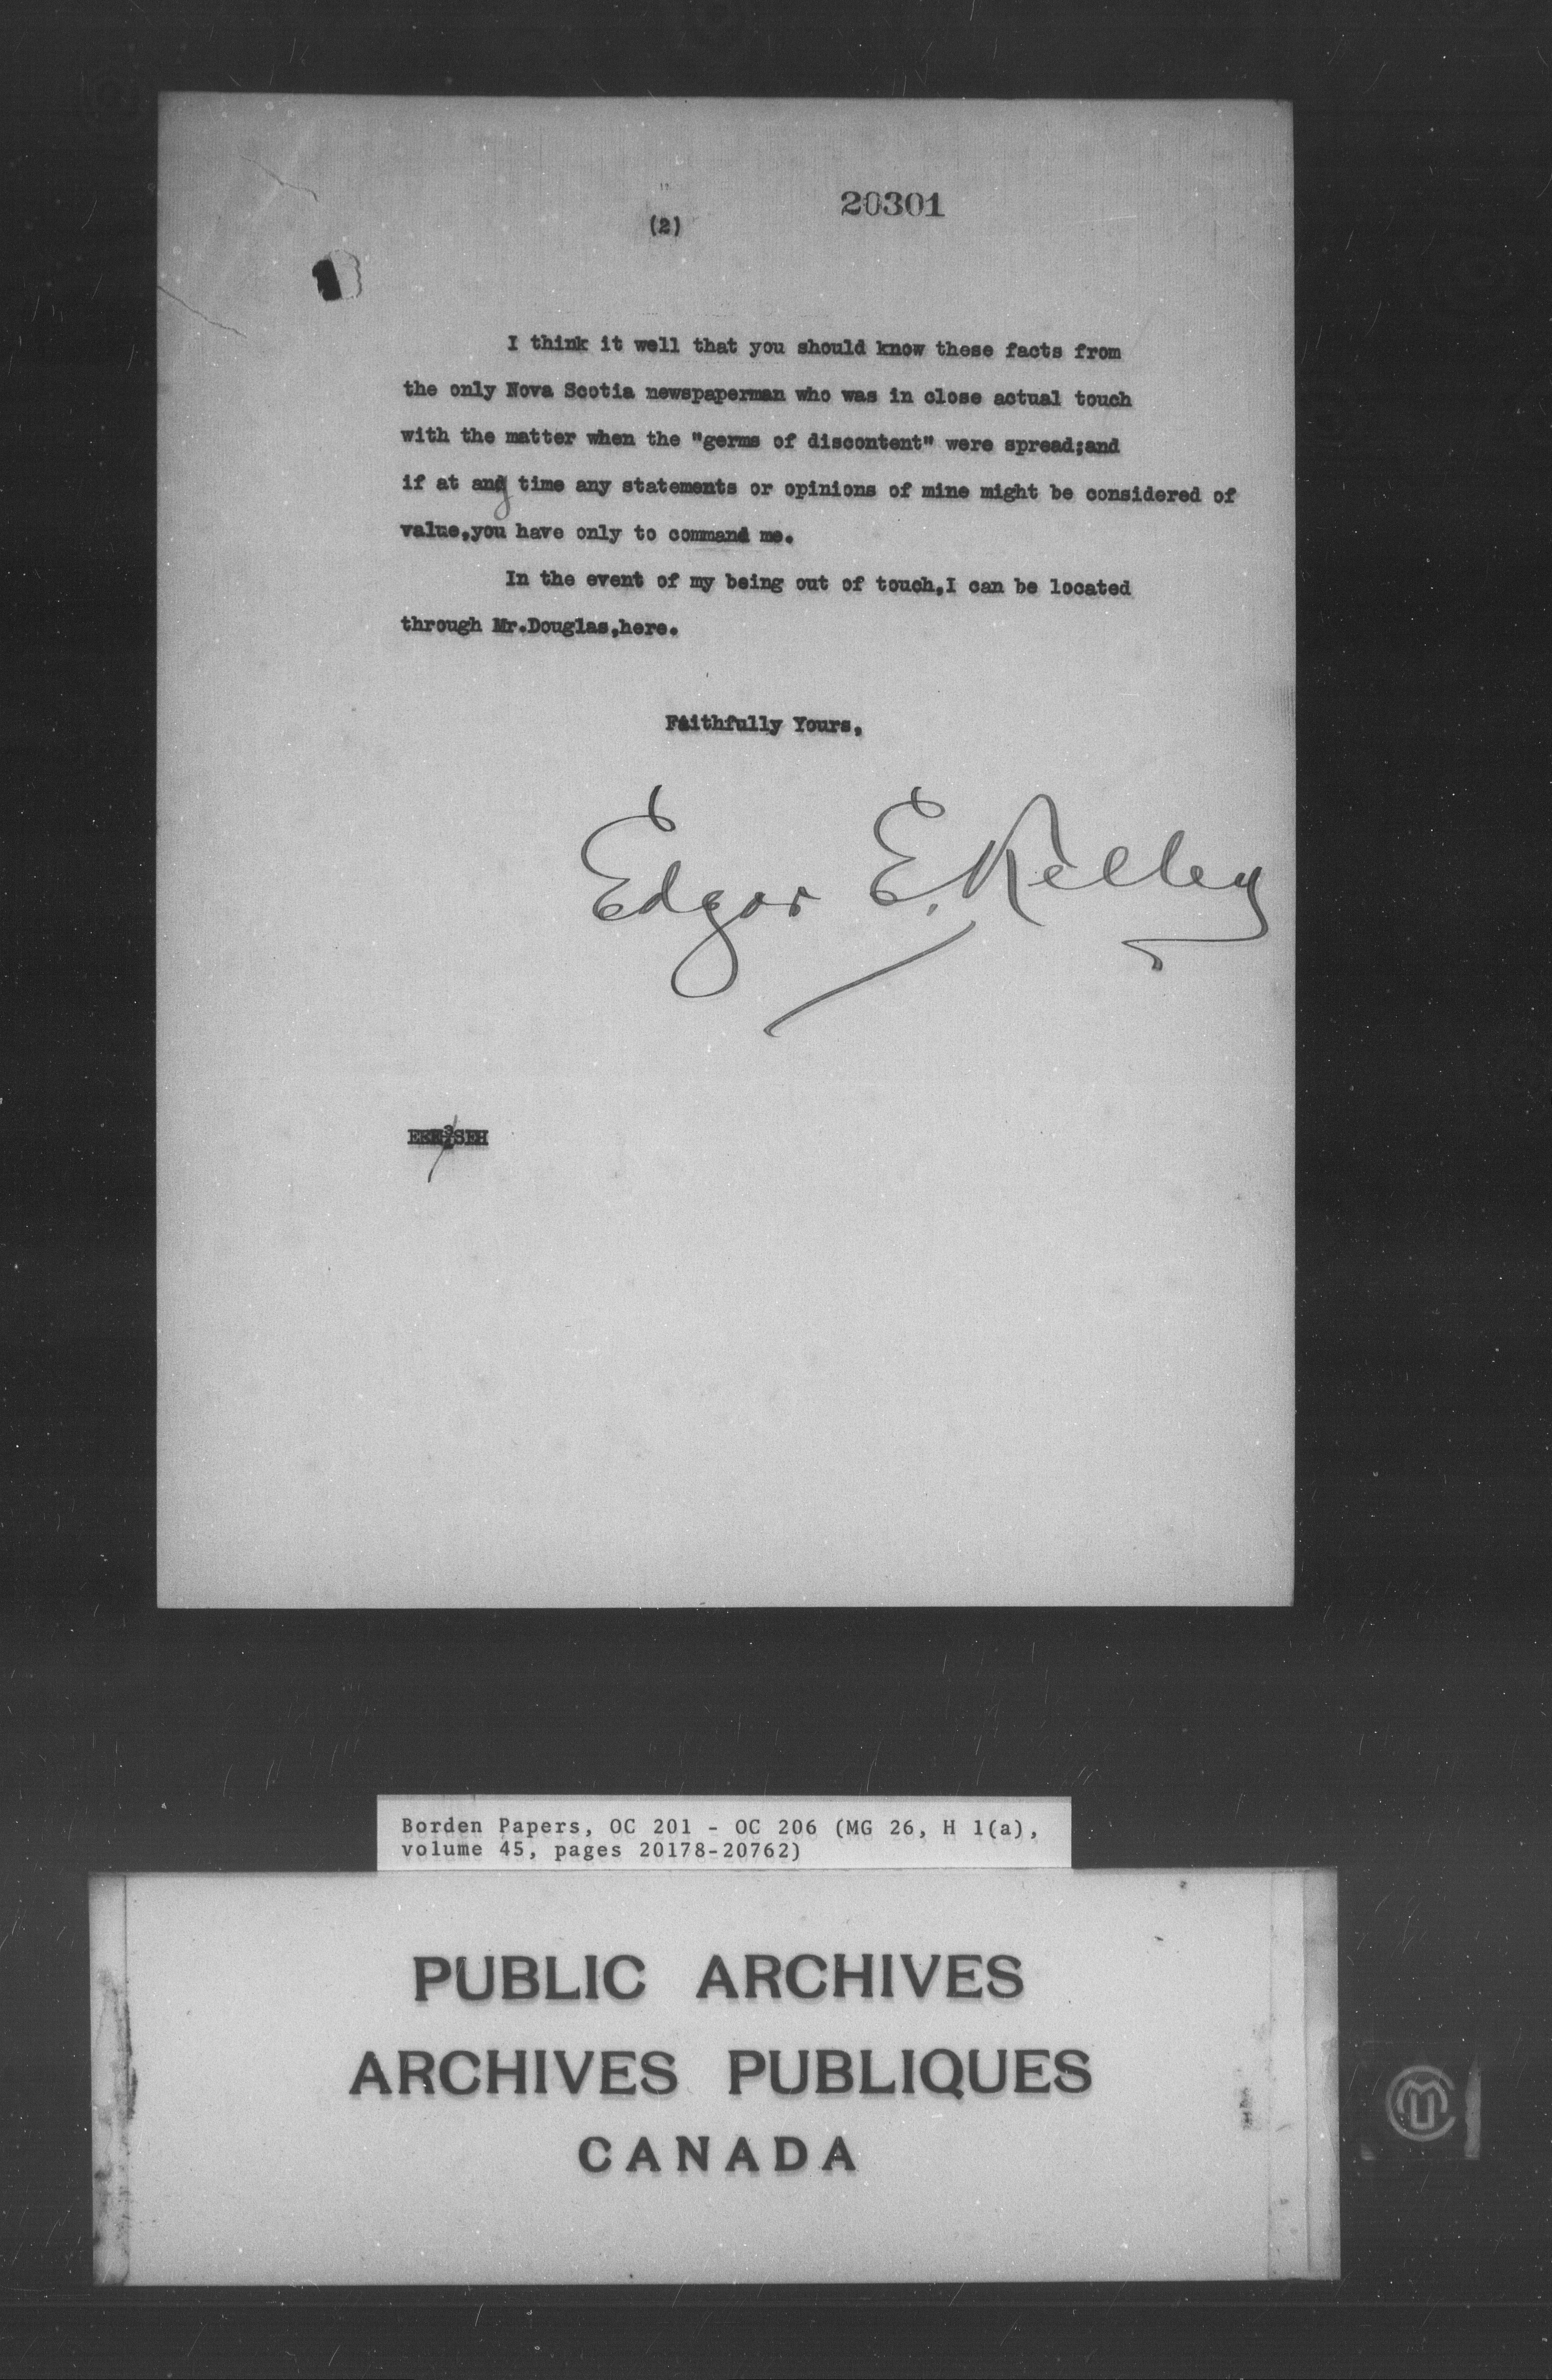 20301
(2)
I think it well that you should know these facts from
the only Nova Scotia newspaperman who was in close actual touch
with the matter when the "germs of discontent" were spread;and
if at any time any statements or opinions of mine might be considered of
value,you have only to command me.
In the event of my being out of touch,I can be located
through Mr.Douglas,here.
Faithfully Yours,
Edgar E. Kelley
Borden Papers, OC 201 - OC 206 (MG 26, H 1(a),
volume 45, pages 20178-20762)
PUBLIC ARCHIVES
ARCHIVES PUBLIQUES
CANADA